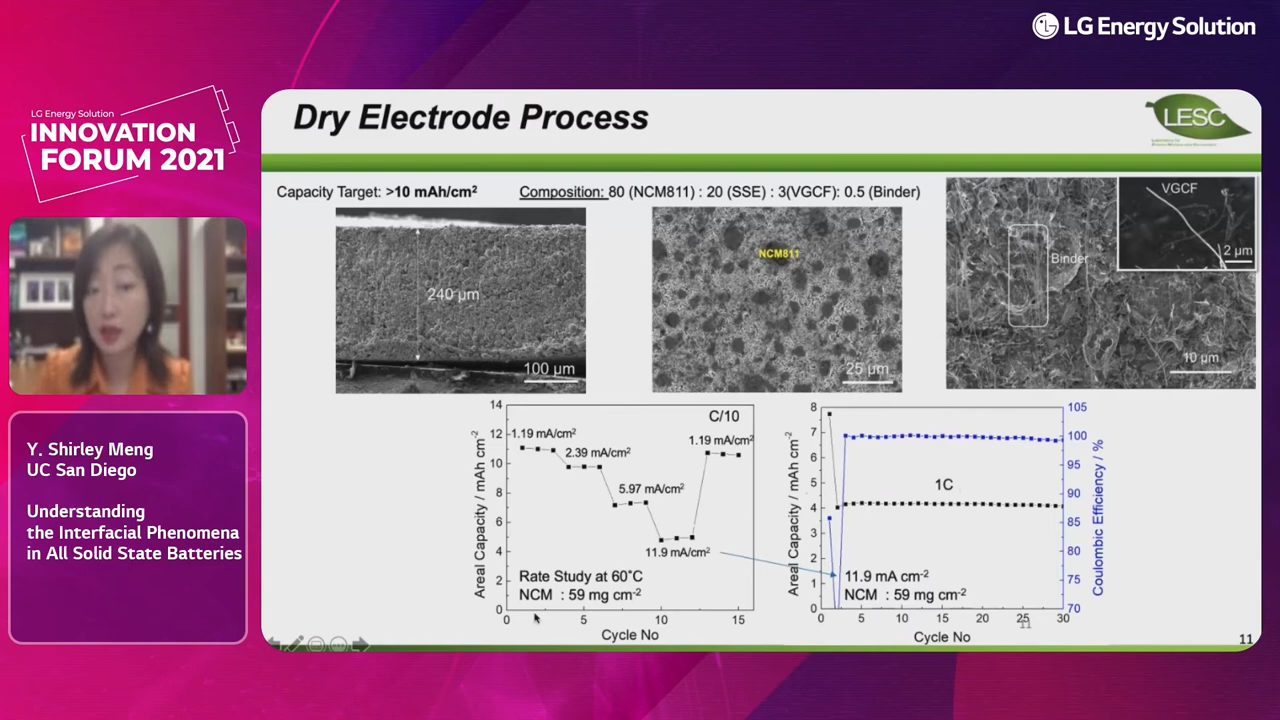 LG Energy Solution
LG Energy Solution
INNOVATION
FORUM 2021
Y. Shirley Meng
UC San Diego
Understanding
the Interfacial Phenomena
in All Solid State Batteries
Dry Electrode Process
LESC
Capacity Target: >10 mAh/cm²
Composition: 80 (NCM811) : 20 (SSE) : 3(VGCF): 0.5 (Binder)
240 µm
100 µm
NCM811
25 µm
VGCF
2 µm
Binder
10 µm
Areal Capacity / mAh cm⁻²
14
12
10
8
6
4
2
0
C/10
1.19 mA/cm²
2.39 mA/cm²
5.97 mA/cm²
11.9 mA/cm²
1.19 mA/cm²
Rate Study at 60°C
NCM : 59 mg cm⁻²
0 5 10 15
Cycle No
Areal Capacity / mAh cm⁻²
8
7
6
5
4
3
2
1
0
1C
11.9 mA cm⁻²
NCM : 59 mg cm⁻²
105
100
95
90
85
80
75
70
Coulombic Efficiency / %
0 5 10 15 20 25 30
Cycle No
11
11